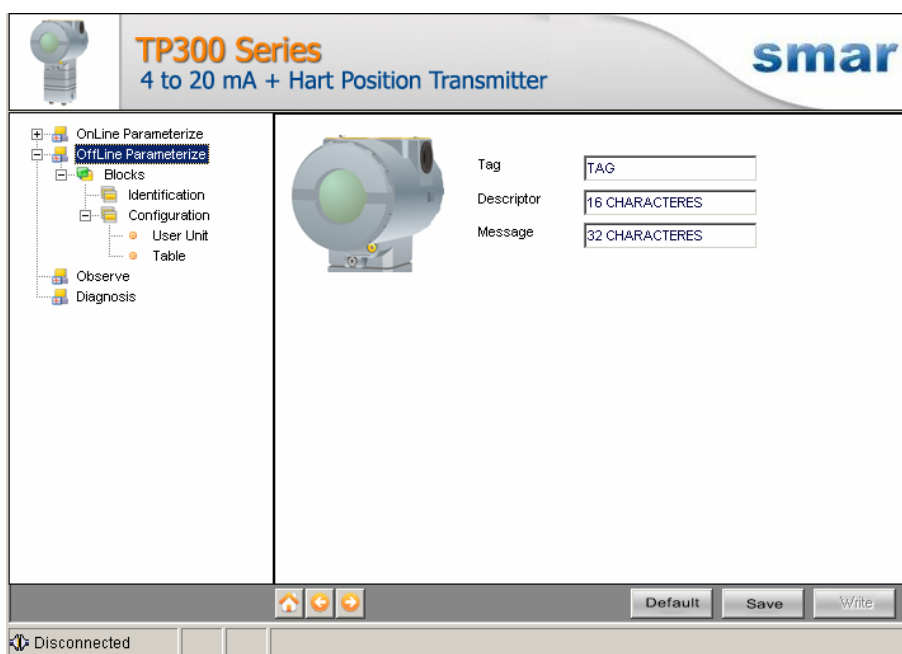 TP300 Series
4 to 20 mA + Hart Position Transmitter
smar
OnLine Parameterize
OffLine Parameterize
Blocks
Identification
Configuration
User Unit
Table
Observe
Diagnosis
Tag TAG
Descriptor 16 CHARACTERES
Message 32 CHARACTERES
Default Save Write
Disconnected